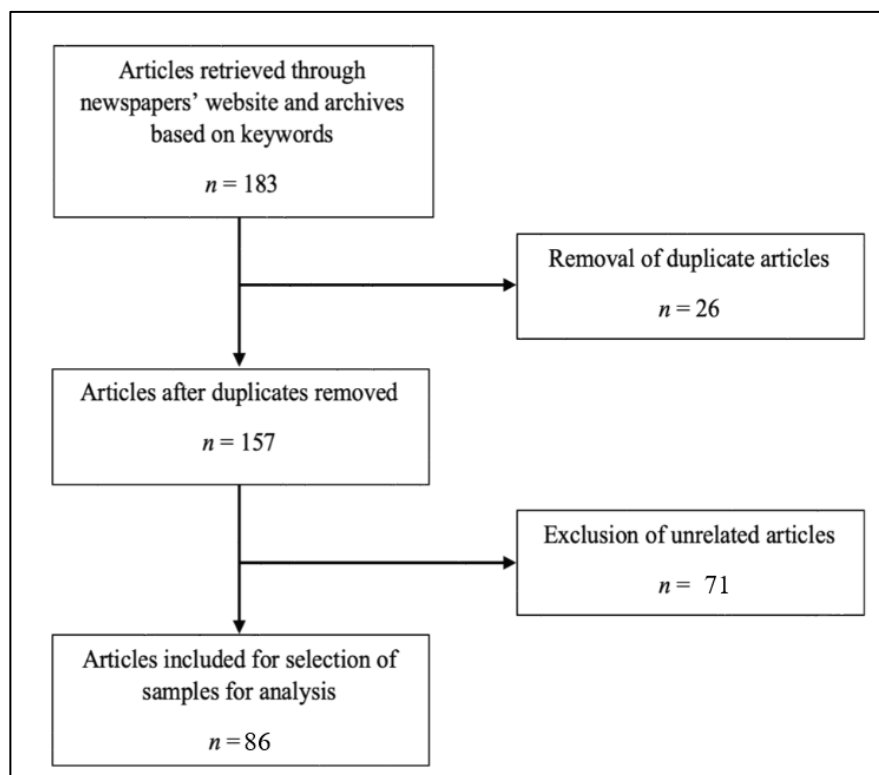 Articles retrieved through
newspapers’ website and archives
based on keywords
n = 183
Removal of duplicate articles
n = 26
Articles after duplicates removed
n = 157
Exclusion of unrelated articles
n = 71
Articles included for selection of
samples for analysis
n = 86